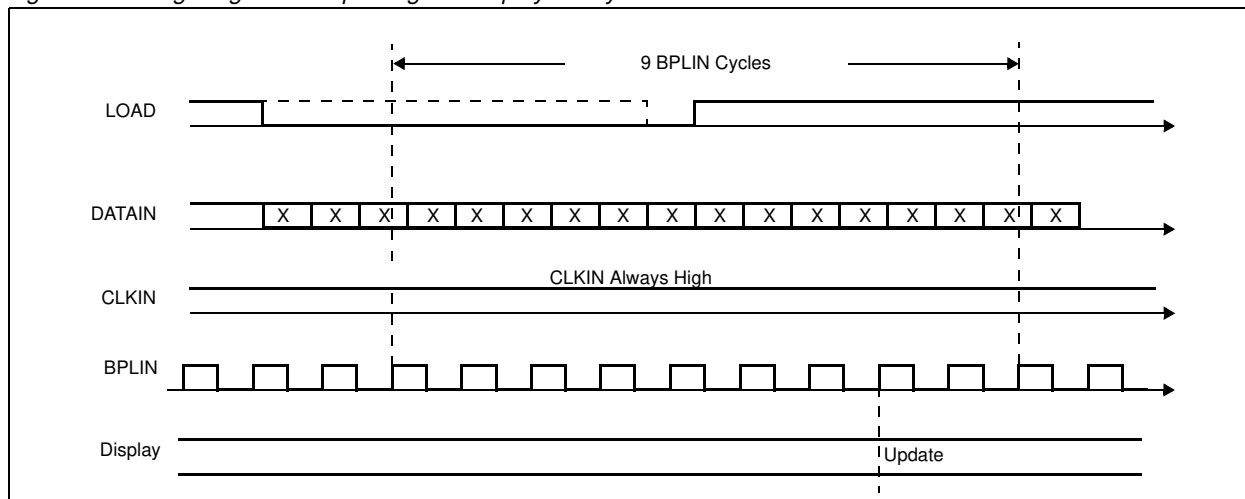 9 BPLIN Cycles
LOAD
DATAIN
X X X X X X X X X X X X X X X X X
CLKIN Always High
CLKIN
BPLIN
Display
Update